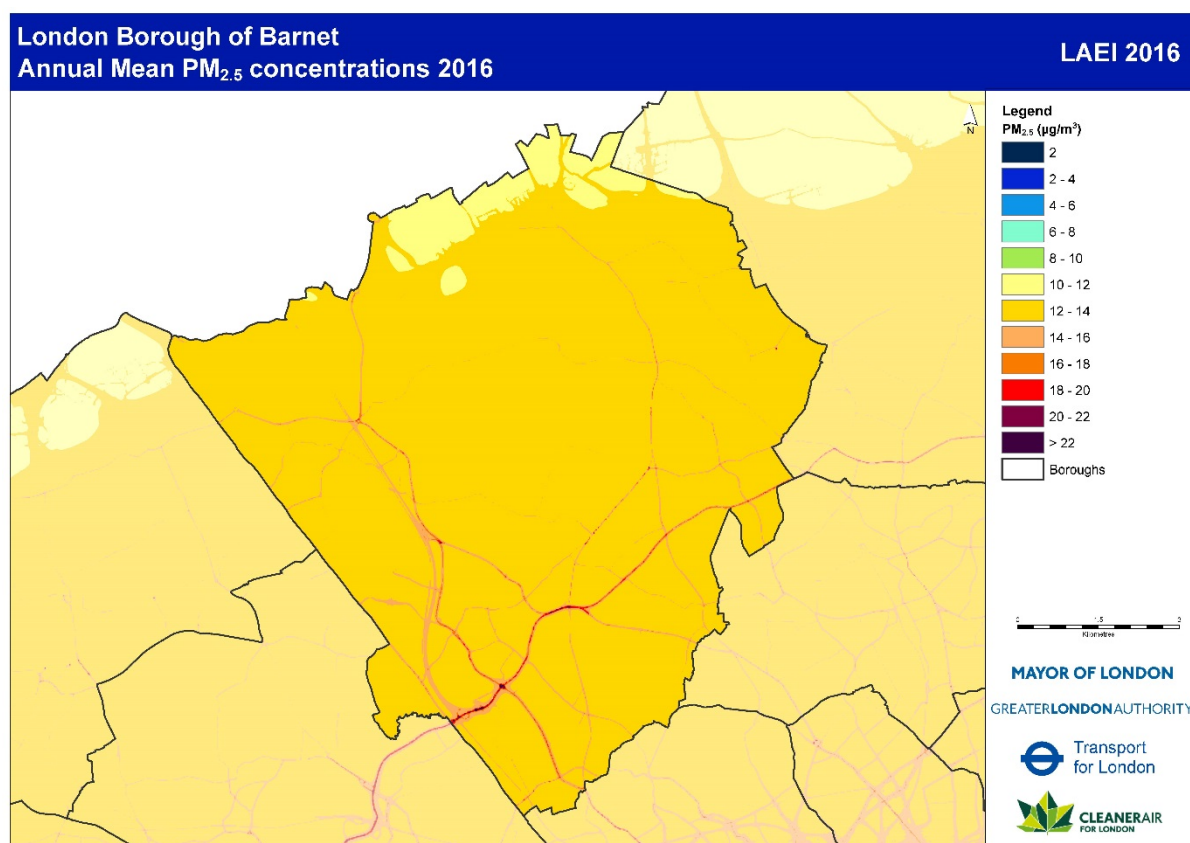 London Borough of Barnet
Annual Mean PM2.5 concentrations 2016
LAEI 2016
N
Legend
PM2.5 (µg/m³)
2
2 - 4
4 - 6
6 - 8
8 - 10
10 - 12
12 - 14
14 - 16
16 - 18
18 - 20
20 - 22
> 22
Boroughs
0 1.5
Kilometres
MAYOR OF LONDON
GREATERLONDONAUTHORITY
Transport
for London
CLEANERAIR
FOR LONDON